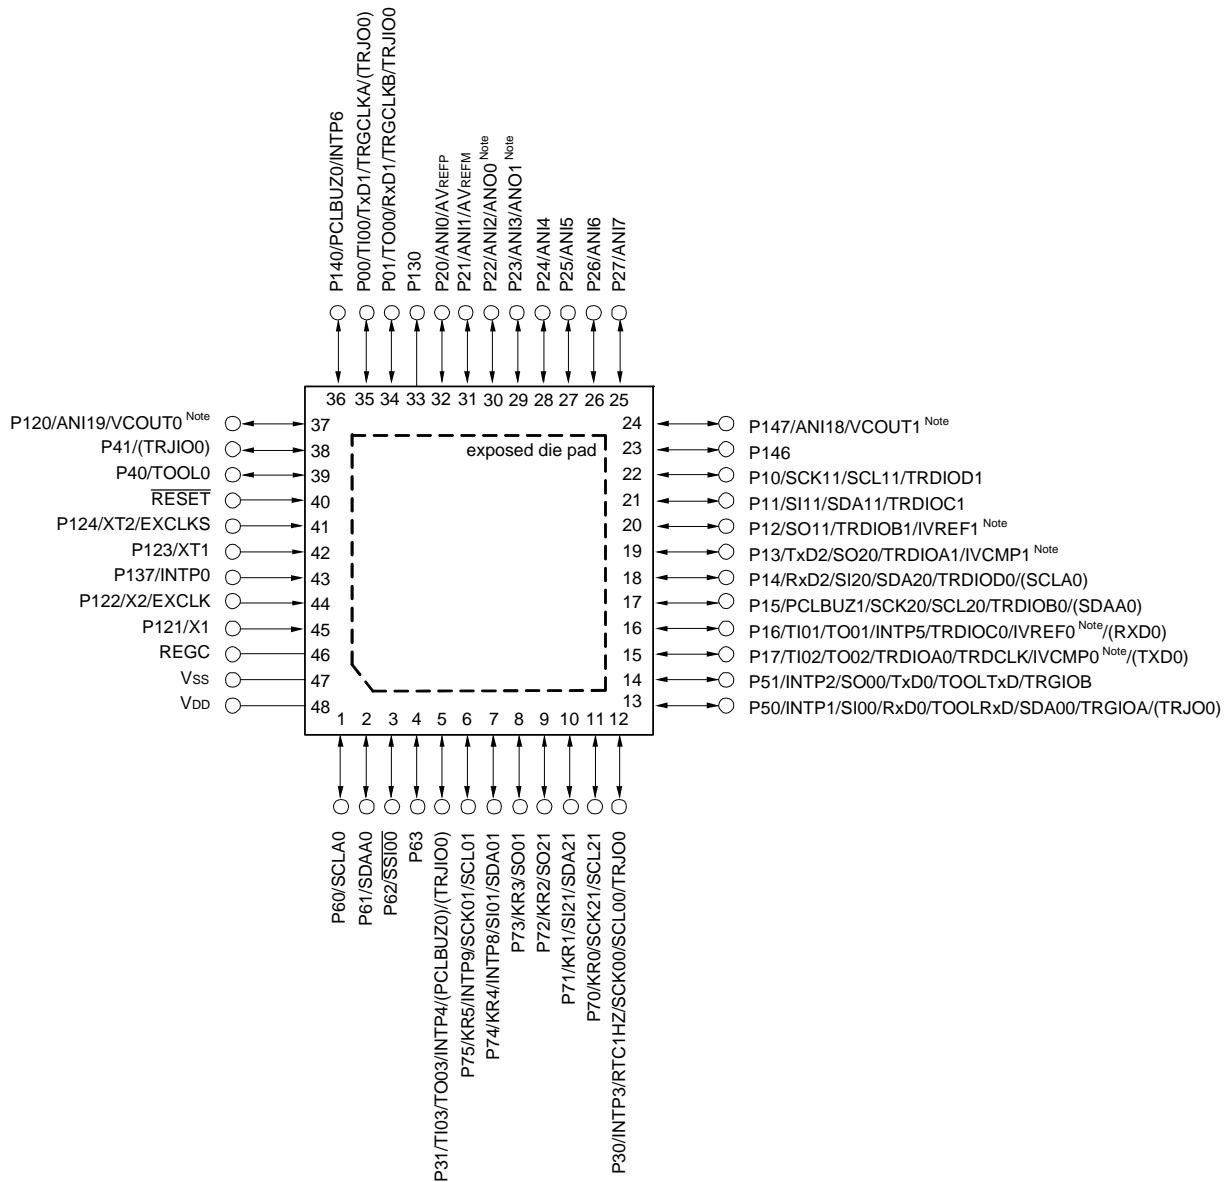 P140/PCLBUZ0/INTP6
P00/TI00/TxD1/TRGCLKA/(TRJO0)
P01/TO00/RxD1/TRGCLKB/TRJIO0
P130
P20/ANI0/AVREFP
P21/ANI1/AVREFM
P22/ANI2/ANO0 Note
P23/ANI3/ANO1 Note
P24/ANI4
P25/ANI5
P26/ANI6
P27/ANI7
36 35 34 33 32 31 30 29 28 27 26 25
P120/ANI19/VCOUT0 Note 37
P41/(TRJIO0) 38
P40/TOOL0 39
RESET 40
P124/XT2/EXCLKS 41
P123/XT1 42
P137/INTP0 43
P122/X2/EXCLK 44
P121/X1 45
REGC 46
VSS 47
VDD 48
exposed die pad
24 P147/ANI18/VCOUT1 Note
23 P146
22 P10/SCK11/SCL11/TRDIOD1
21 P11/SI11/SDA11/TRDIOC1
20 P12/SO11/TRDIOB1/IVREF1 Note
19 P13/TxD2/SO20/TRDIOA1/IVCMP1 Note
18 P14/RxD2/SI20/SDA20/TRDIOD0/(SCLA0)
17 P15/PCLBUZ1/SCK20/SCL20/TRDIOB0/(SDAA0)
16 P16/TI01/TO01/INTP5/TRDIOC0/IVREF0 Note/(RXD0)
15 P17/TI02/TO02/TRDIOA0/TRDCLK/IVCMP0 Note/(TXD0)
14 P51/INTP2/SO00/TxD0/TOOLTxD/TRGIOB
13 P50/INTP1/SI00/RxD0/TOOLRxD/SDA00/TRGIOA/(TRJO0)
1 2 3 4 5 6 7 8 9 10 11 12
P60/SCLA0
P61/SDAA0
P62/SSI00
P63
P31/TI03/TO03/INTP4/(PCLBUZ0)/(TRJIO0)
P75/KR5/INTP9/SCK01/SCL01
P74/KR4/INTP8/SI01/SDA01
P73/KR3/SO01
P72/KR2/SO21
P71/KR1/SI21/SDA21
P70/KR0/SCK21/SCL21
P30/INTP3/RTC1HZ/SCK00/SCL00/TRJO0